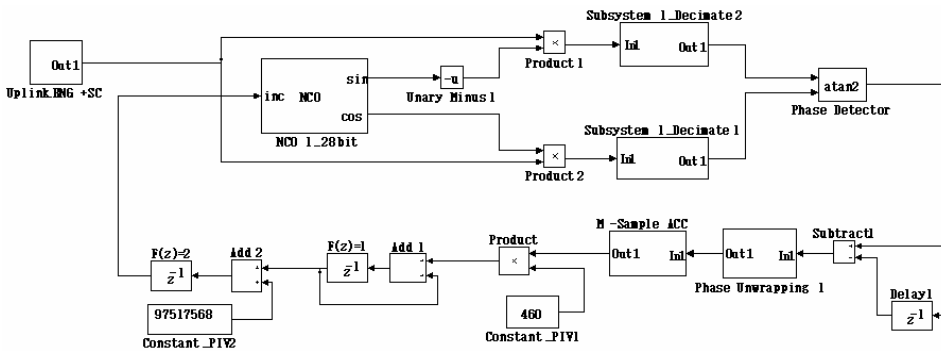 Subsystem 1_Decimate 2
In1 Out1
Out1
Uplink.RNG +SC
×
Product 1
atan2
Phase Detector
sin
-u
Unary Minus 1
inc NCO
cos
NCO 1_28bit
Subsystem 1_Decimate 1
×
In1 Out1
Product 2
M -Sample ACC
Product
Out1 In1
Out1 In1
Phase Unwrapping 1
Subtract1
F(z)=2
z-1
Add 2
F(z)=1
z-1
Add 1
×
Delay1
z-1
97517568
Constant _PIV2
460
Constant _PIV1